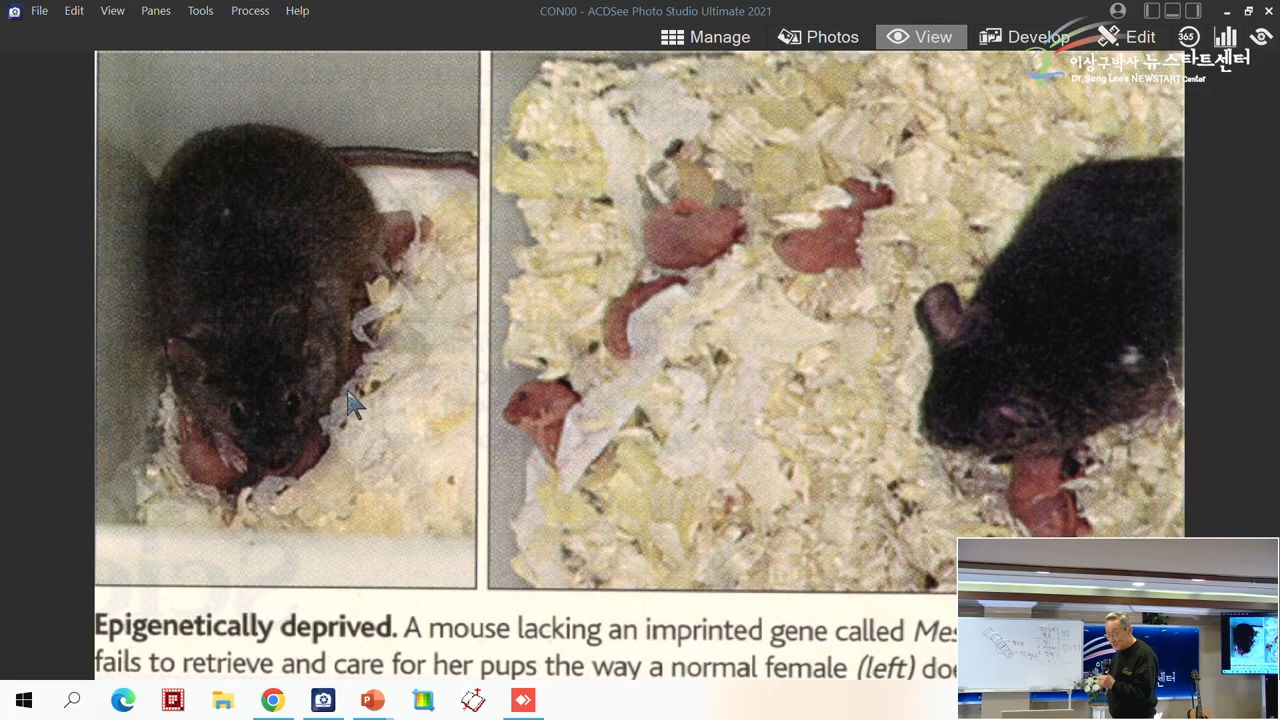 File Edit View Panes Tools Process Help
CON00 - ACDSee Photo Studio Ultimate 2021
Manage Photos View Develop Edit 365
이상구박사 뉴스타트센터
Dr. Sang Lee's NEWSTART Center
Epigenetically deprived. A mouse lacking an imprinted gene called Mes
fails to retrieve and care for her pups the way a normal female (left) doe